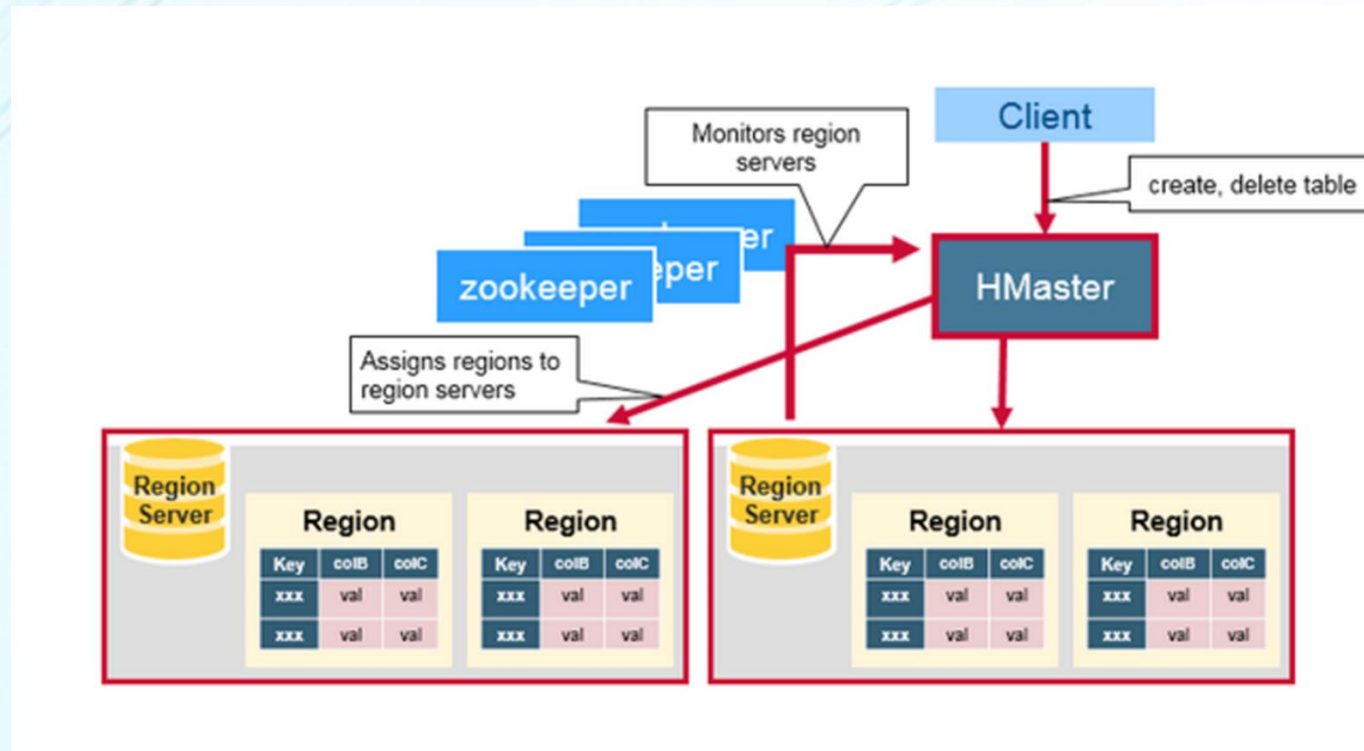 Client
Monitors region
servers
create, delete table
er
eper
zookeeper
HMaster
Assigns regions to
region servers
Region
Server
Region
Region
Key colB colC
xxx val val
xxx val val
Key colB colC
xxx val val
xxx val val
Region
Server
Region
Region
Key colB colC
xxx val val
xxx val val
Key colB colC
xxx val val
xxx val val